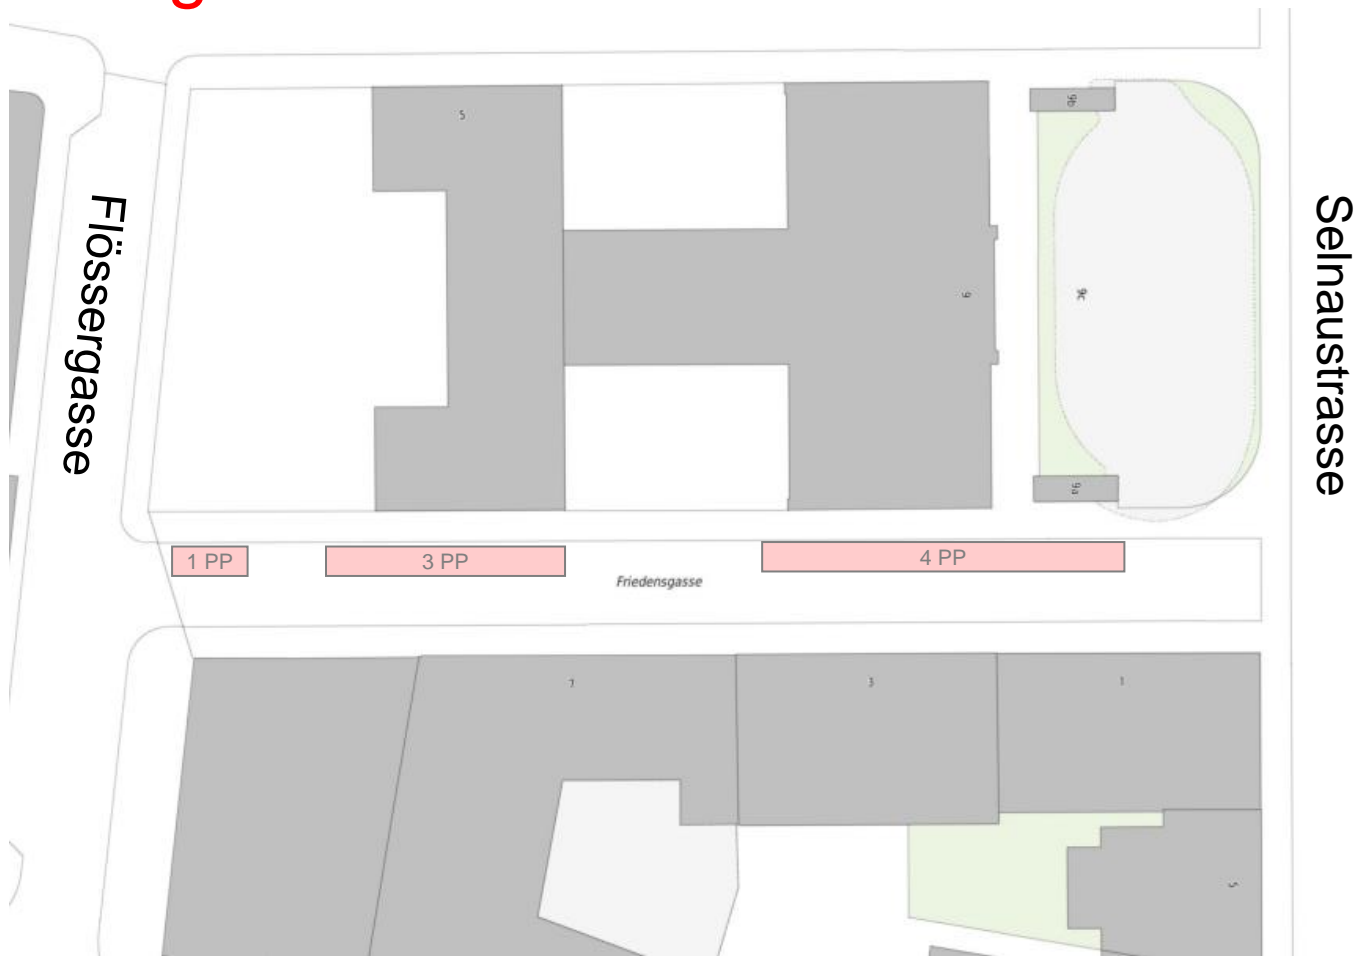 g
5
9b
Flössergasse
Selnaustrasse
9
9c
9a
1 PP
3 PP
4 PP
Friedensgasse
7
3
1
5